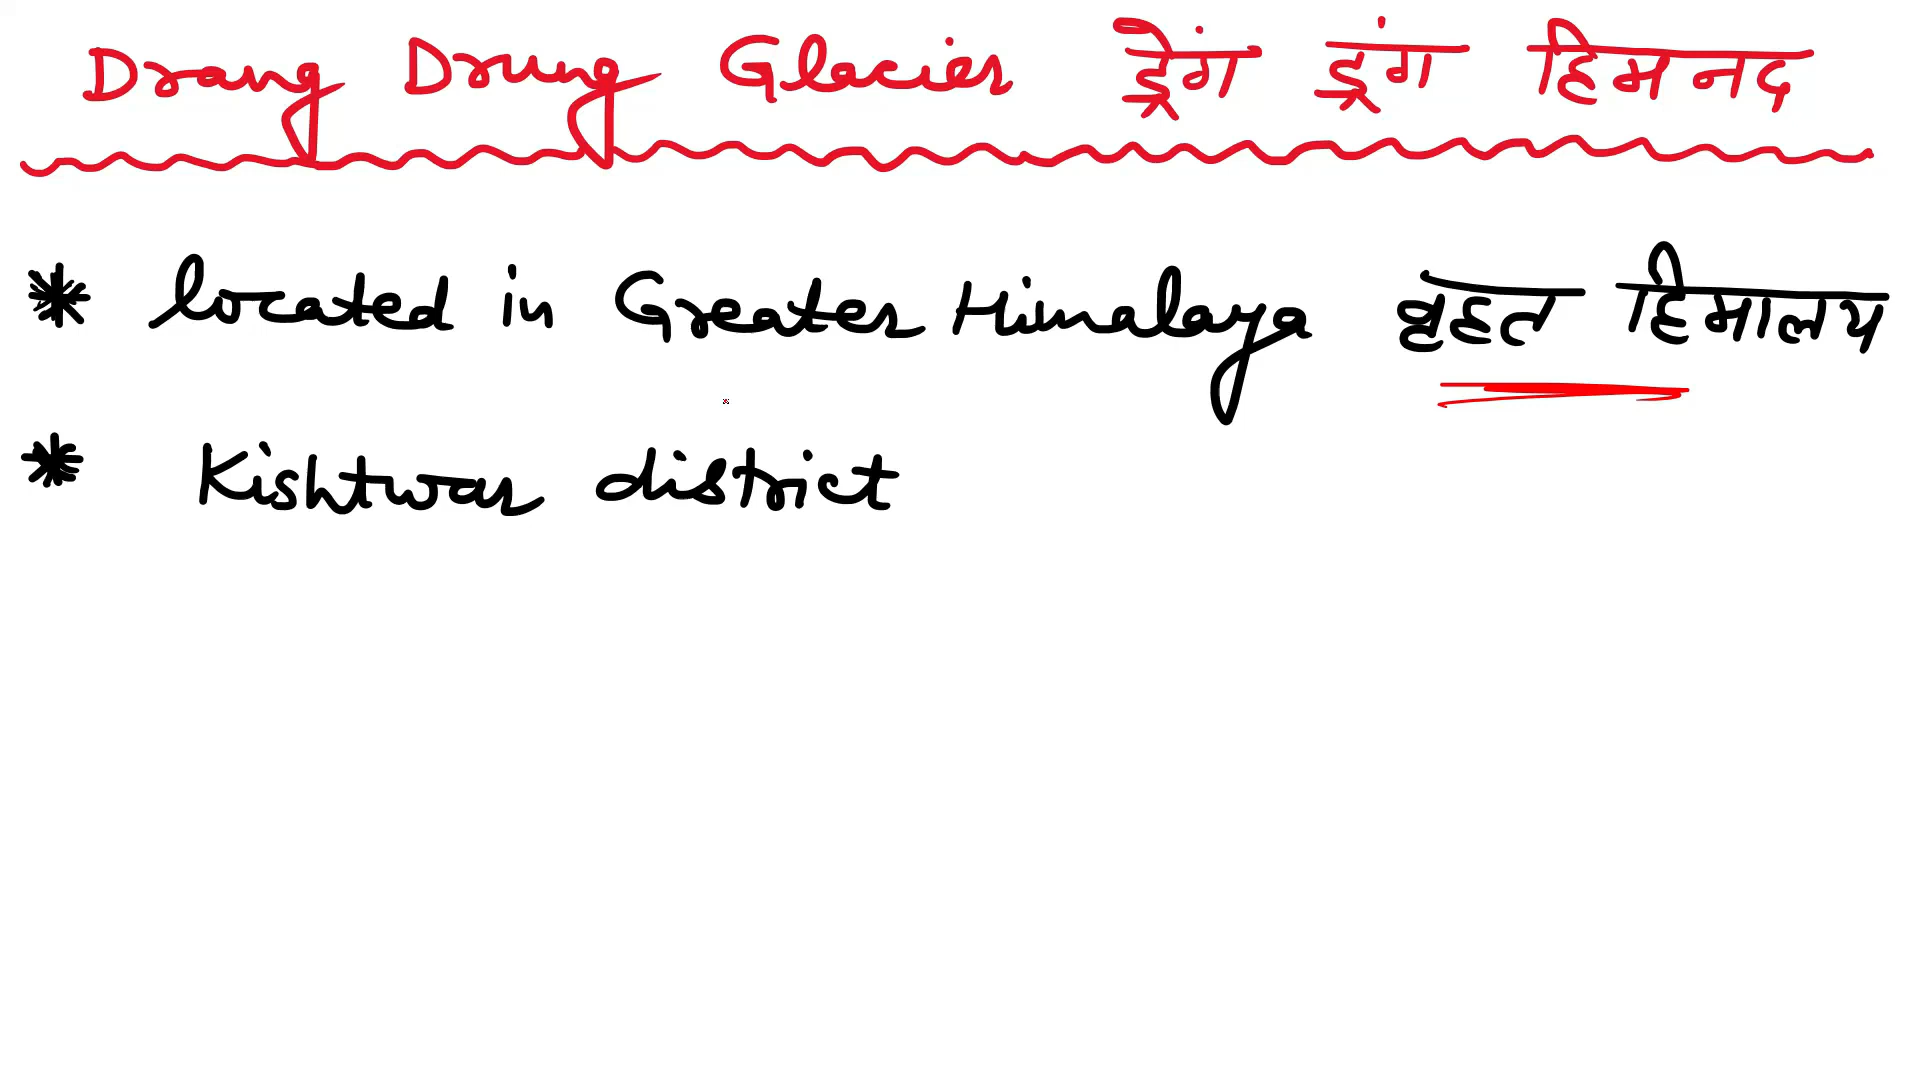 Drang Drung Glacier ड्रेंग ड्रंग हिमनद
* located in Greater Himalaya बृहत हिमालय
* Kishtwar district